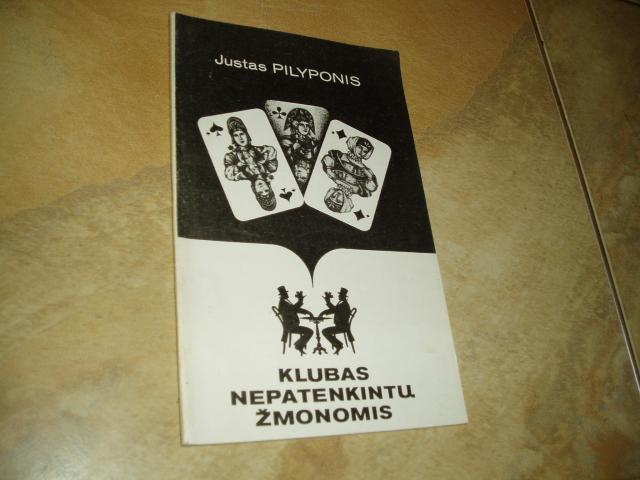 Justas PILYPONIS
KLUBAS
NEPATENKINTŲ
ŽMONOMIS